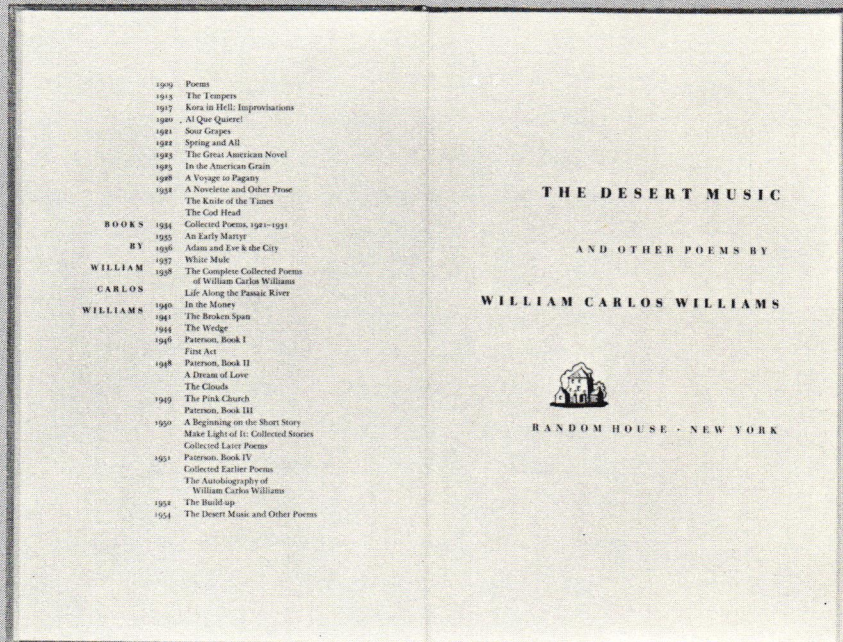 BOOKS
BY
WILLIAM
CARLOS
WILLIAMS
1909 Poems
1913 The Tempers
1917 Kora in Hell: Improvisations
1920 Al Que Quiere!
1921 Sour Grapes
1922 Spring and All
1923 The Great American Novel
1925 In the American Grain
1928 A Voyage to Pagany
1932 A Novelette and Other Prose
The Knife of the Times
The Cod Head
1934 Collected Poems, 1921–1931
1935 An Early Martyr
1936 Adam and Eve & the City
1937 White Mule
1938 The Complete Collected Poems
of William Carlos Williams
Life Along the Passaic River
1940 In the Money
1941 The Broken Span
1944 The Wedge
1946 Paterson, Book I
First Act
1948 Paterson, Book II
A Dream of Love
The Clouds
1949 The Pink Church
Paterson, Book III
1950 A Beginning on the Short Story
Make Light of It: Collected Stories
Collected Later Poems
1951 Paterson, Book IV
Collected Earlier Poems
The Autobiography of
William Carlos Williams
1952 The Build-up
1954 The Desert Music and Other Poems
THE DESERT MUSIC
AND OTHER POEMS BY
WILLIAM CARLOS WILLIAMS
RANDOM HOUSE · NEW YORK